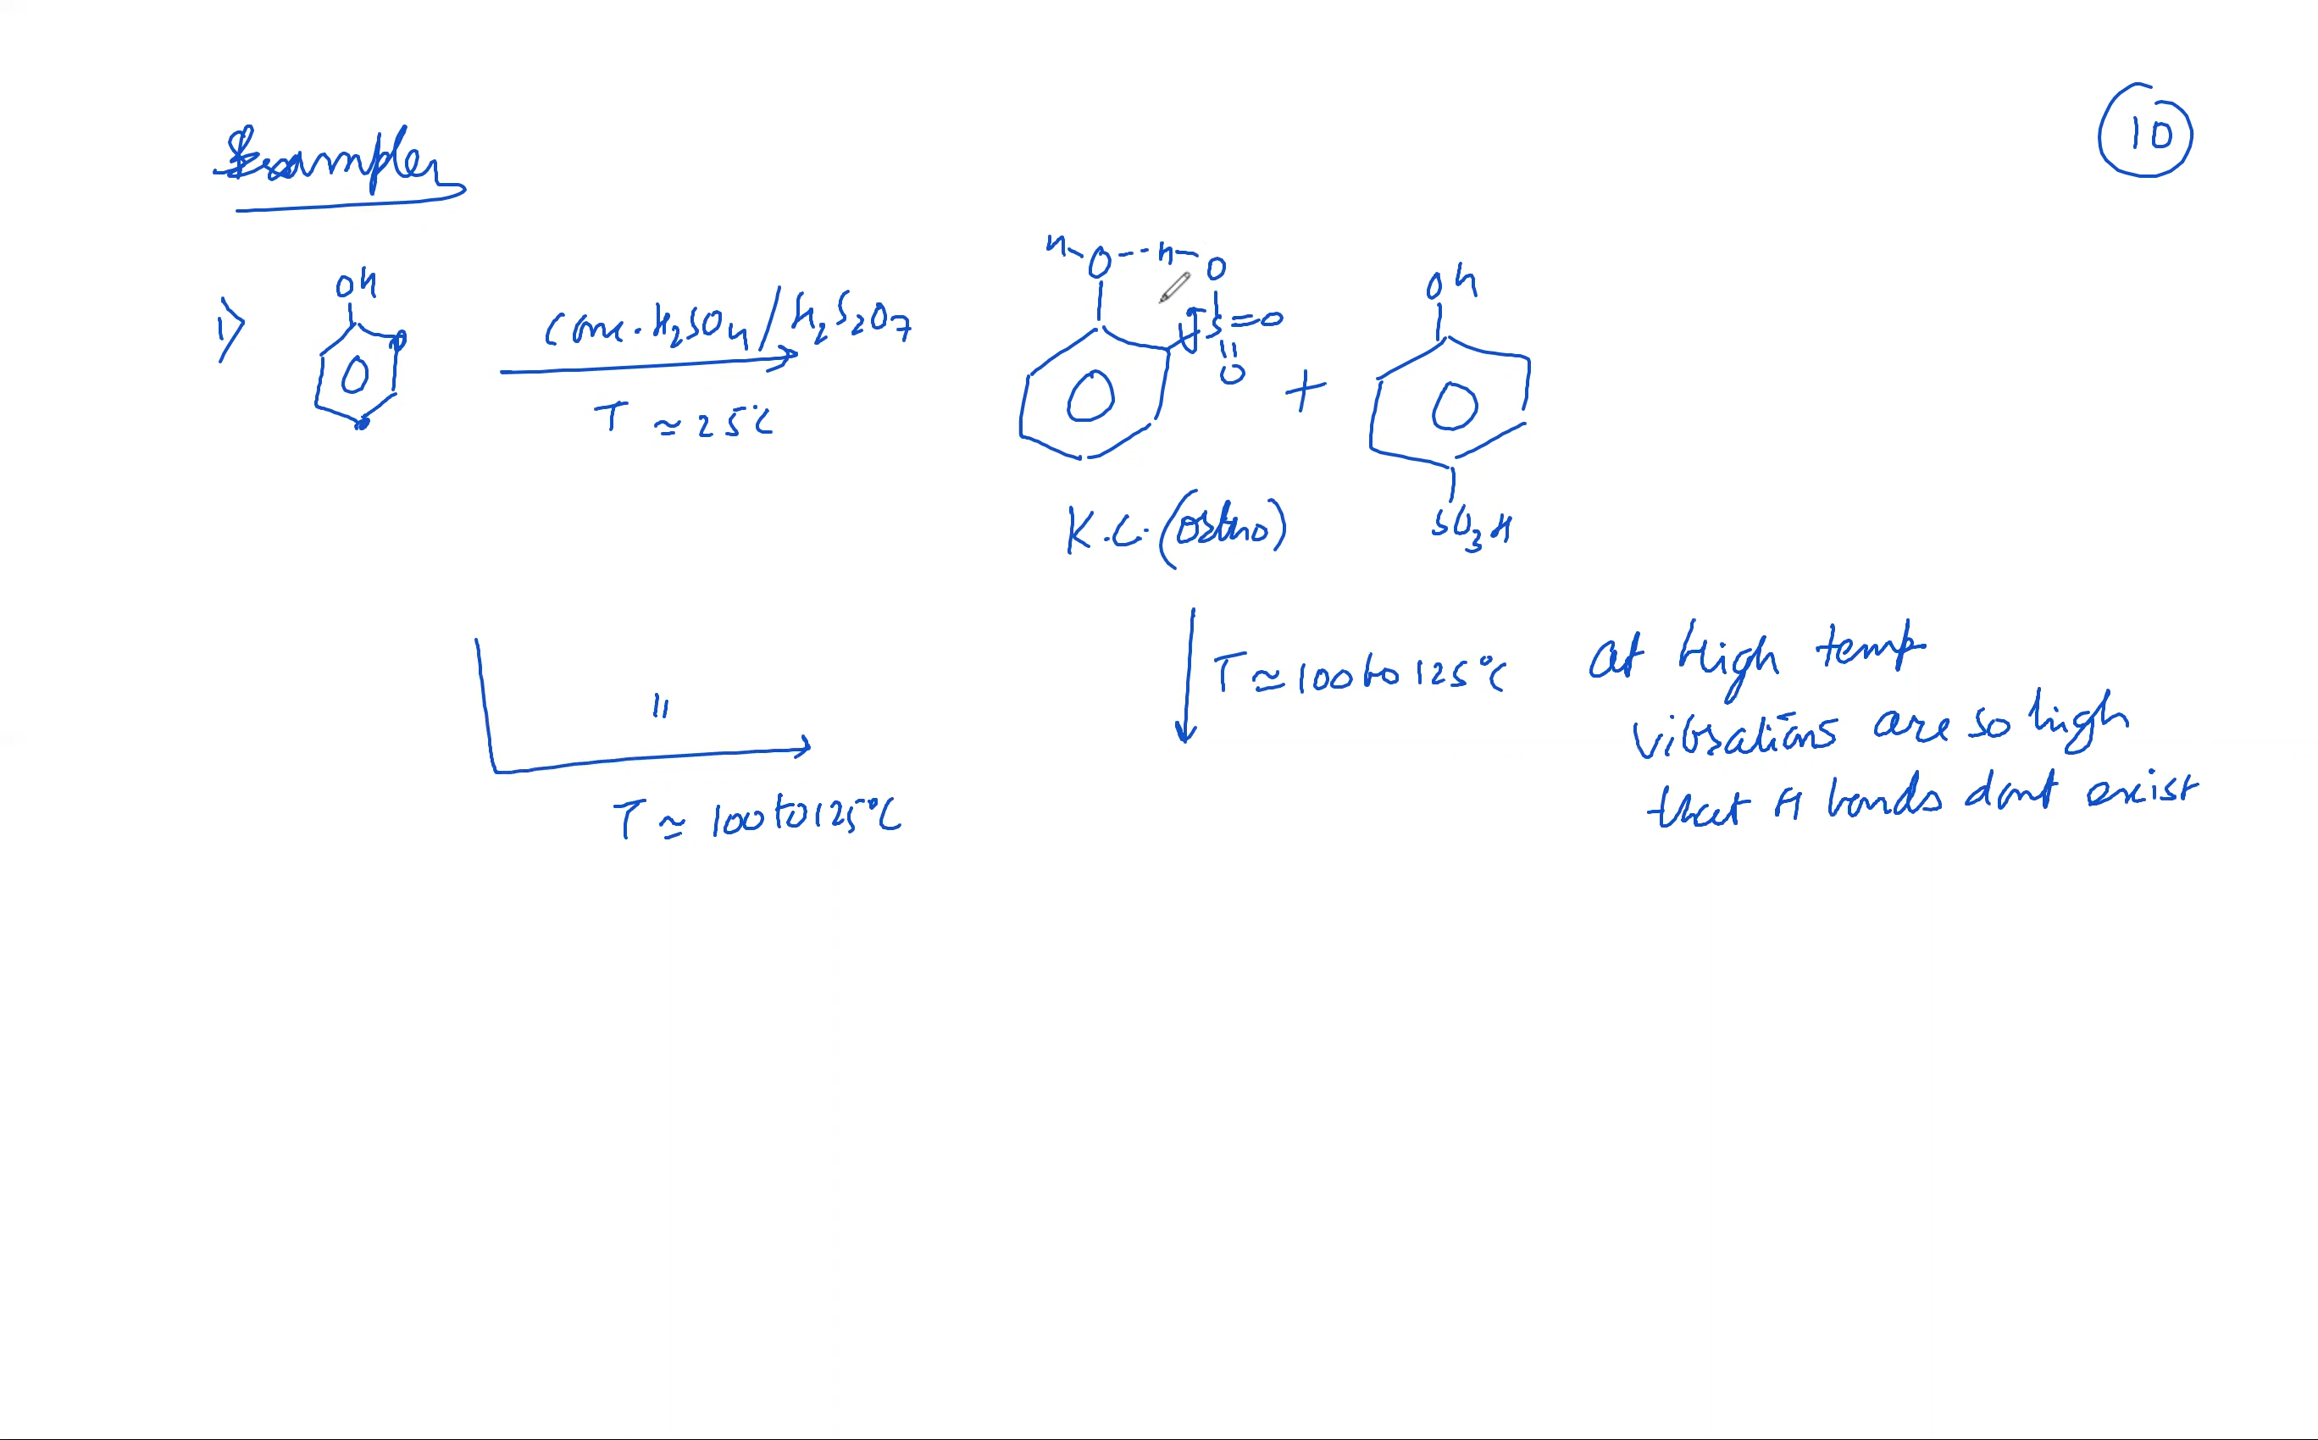 Examples
10
1)
OH
conc. H2SO4/H2S2O7
T ≃ 25°C
H-O---H-O
S=O
O
+
OH
SO3H
K.C. (ortho)
T ≃ 100 to 125°C
at High temp
vibrations are so high
that H bonds dont exist
"
T ≃ 100 to 125°C